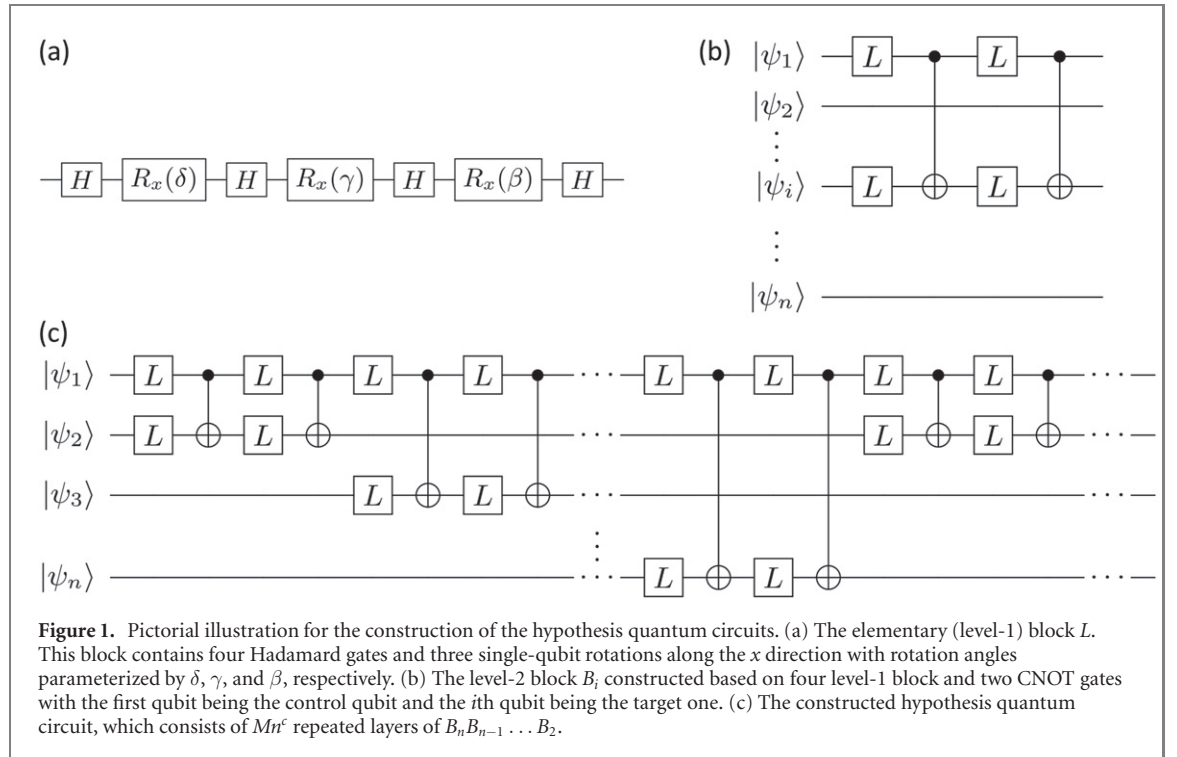 (a)
H R_x(δ) H R_x(γ) H R_x(β) H
(b)
|ψ₁⟩ L L
|ψ₂⟩
⋮
|ψᵢ⟩ L L
⋮
|ψₙ⟩
(c)
|ψ₁⟩ L L L L ··· L L L L ···
|ψ₂⟩ L L ··· L L ···
|ψ₃⟩ L L ··· ···
⋮
|ψₙ⟩ ··· L L ···
Figure 1. Pictorial illustration for the construction of the hypothesis quantum circuits. (a) The elementary (level-1) block L.
This block contains four Hadamard gates and three single-qubit rotations along the x direction with rotation angles
parameterized by δ, γ, and β, respectively. (b) The level-2 block Bᵢ constructed based on four level-1 block and two CNOT gates
with the first qubit being the control qubit and the ith qubit being the target one. (c) The constructed hypothesis quantum
circuit, which consists of Mnᶜ repeated layers of BₙBₙ₋₁ . . . B₂.